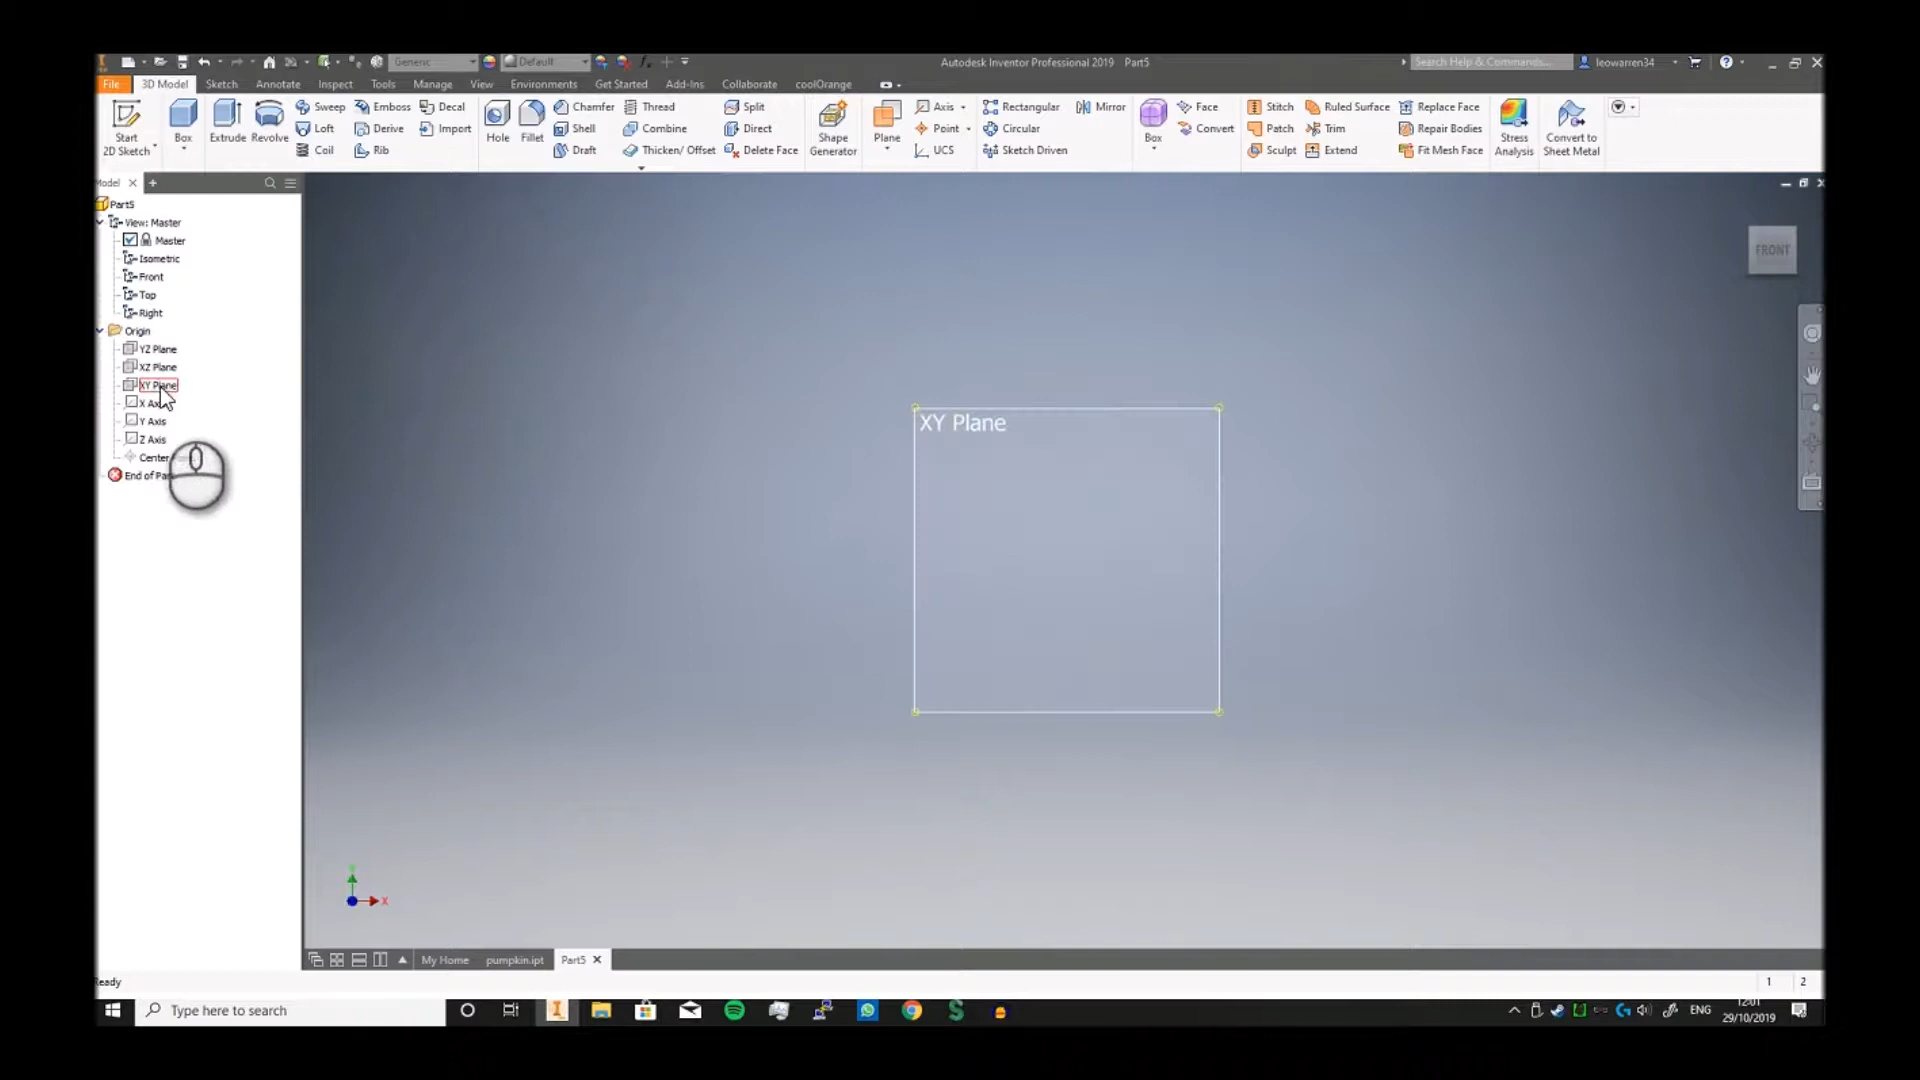 Generic
Default
Autodesk Inventor Professional 2019 Part5
Search Help & Commands...
leowarren34
File 3D Model Sketch Annotate Inspect Tools Manage View Environments Get Started Add-Ins Collaborate coolOrange
Start 2D Sketch
Box
Extrude
Revolve
Sweep Emboss Decal
Loft Derive Import
Coil Rib
Hole
Fillet
Chamfer Thread Split
Shell Combine Direct
Draft Thicken/ Offset Delete Face
Shape Generator
Plane
Axis
Point
UCS
Rectangular Mirror
Circular
Sketch Driven
Box
Face
Convert
Stitch Ruled Surface Replace Face
Patch Trim Repair Bodies
Sculpt Extend Fit Mesh Face
Stress Analysis
Convert to Sheet Metal
Model
Part5
View: Master
Master
Isometric
Front
Top
Right
Origin
YZ Plane
XZ Plane
XY Plane
X Axis
Y Axis
Z Axis
Center
End of Pa
XY Plane
FRONT
X
My Home pumpkin.ipt Part5
Ready
1 2
Type here to search
ENG
12:01
29/10/2019